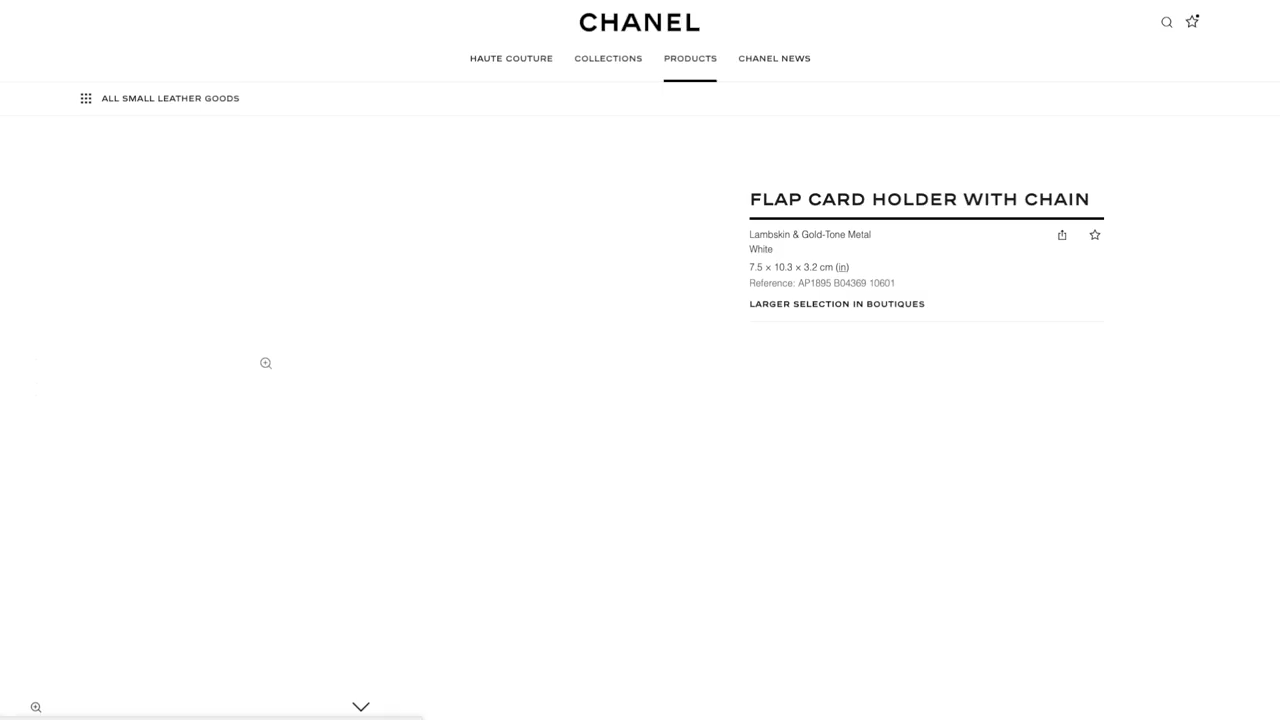 CHANEL
HAUTE COUTURE COLLECTIONS PRODUCTS CHANEL NEWS
ALL SMALL LEATHER GOODS
FLAP CARD HOLDER WITH CHAIN
Lambskin & Gold-Tone Metal
White
7.5 × 10.3 × 3.2 cm (in)
Reference: AP1895 B04369 10601
LARGER SELECTION IN BOUTIQUES